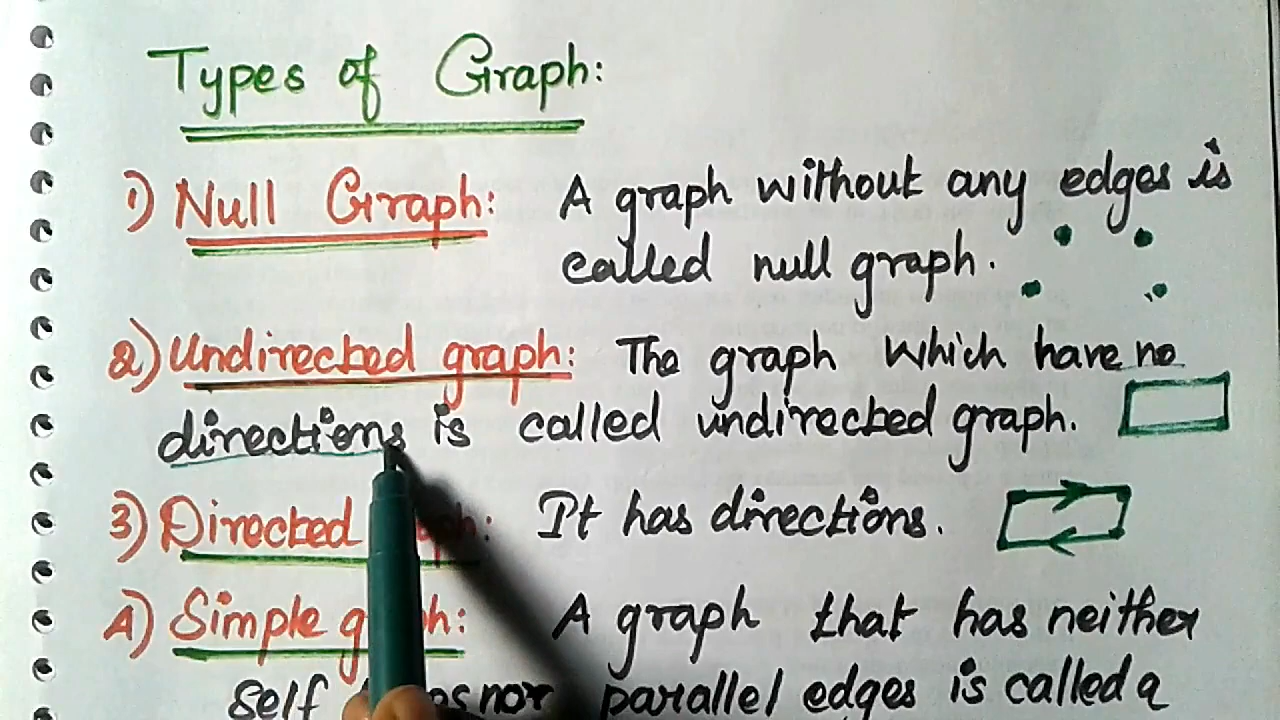 Types of Graph:
1) Null Graph: A graph without any edges is
called null graph.
2) Undirected graph: The graph which have no
directions is called undirected graph.
3) Directed : It has directions.
4) Simple : A graph that has neither
self nor parallel edges is called a